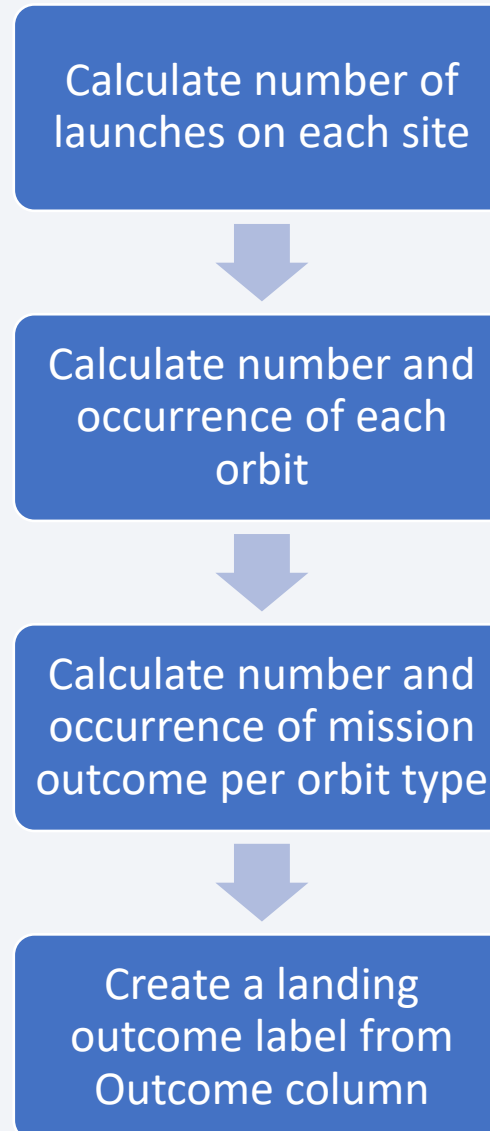 Calculate number of
launches on each site
Calculate number and
occurrence of each
orbit
Calculate number and
occurrence of mission
outcome per orbit type
Create a landing
outcome label from
Outcome column